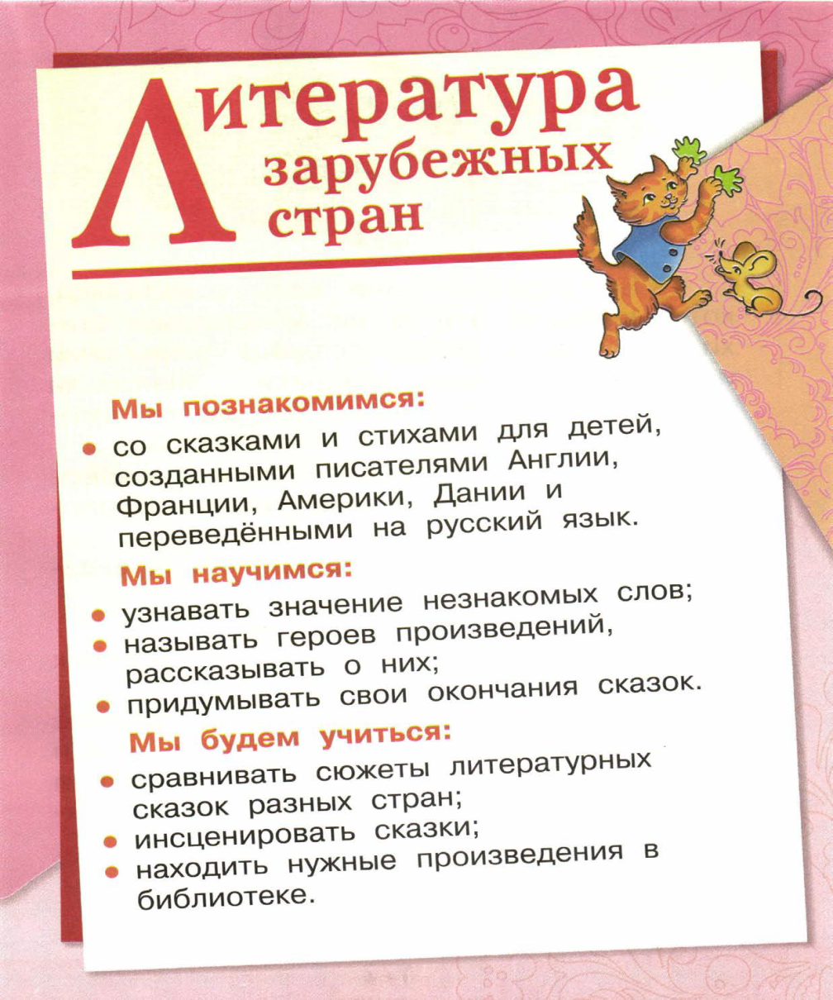 Литература
зарубежных
стран
Мы познакомимся:
• со сказками и стихами для детей,
созданными писателями Англии,
Франции, Америки, Дании и
переведёнными на русский язык.
Мы научимся:
• узнавать значение незнакомых слов;
• называть героев произведений,
рассказывать о них;
• придумывать свои окончания сказок.
Мы будем учиться:
• сравнивать сюжеты литературных
сказок разных стран;
• инсценировать сказки;
• находить нужные произведения в
библиотеке.